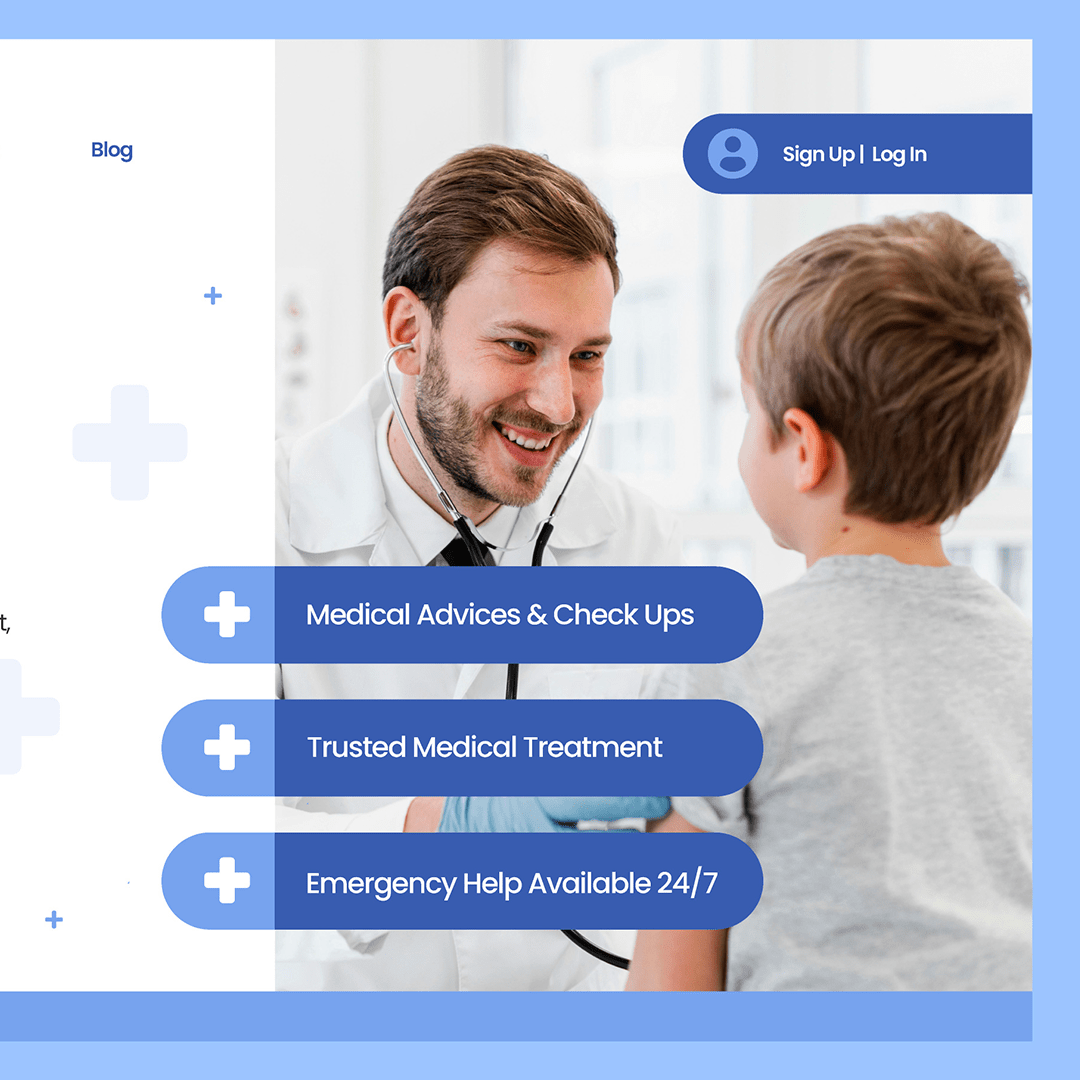 Blog
Sign Up | Log In
t,
Medical Advices & Check Ups
Trusted Medical Treatment
Emergency Help Available 24/7